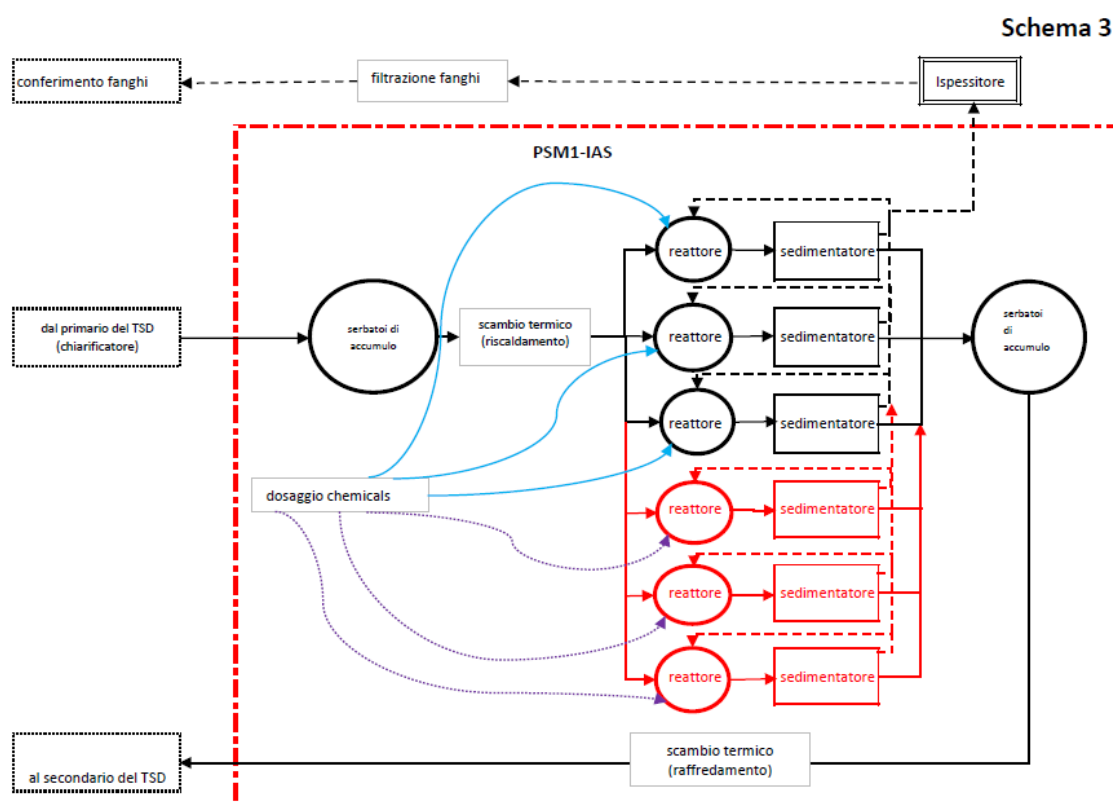 Schema 3
conferimento fanghi
filtrazione fanghi
Ispessitore
PSM1-IAS
reattore
sedimentatore
dal primario del TSD
(chiarificatore)
serbatoi di
accumulo
scambio termico
(riscaldamento)
reattore
sedimentatore
serbatoi
di
accumulo
reattore
sedimentatore
dosaggio chemicals
reattore
sedimentatore
reattore
sedimentatore
reattore
sedimentatore
scambio termico
(raffredamento)
al secondario del TSD